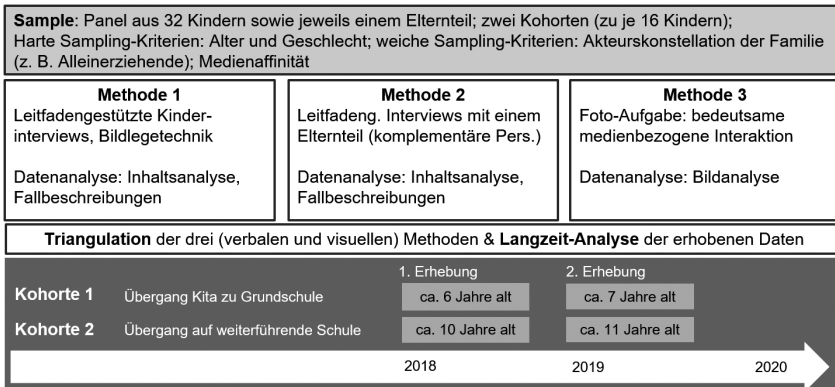 Sample: Panel aus 32 Kindern sowie jeweils einem Elternteil; zwei Kohorten (zu je 16 Kindern);
Harte Sampling-Kriterien: Alter und Geschlecht; weiche Sampling-Kriterien: Akteurskonstellation der Familie
(z. B. Alleinerziehende); Medienaffinität
Methode 1
Leitfadengestützte Kinder-
interviews, Bildlegetechnik
Datenanalyse: Inhaltsanalyse,
Fallbeschreibungen
Methode 2
Leitfadeng. Interviews mit einem
Elternteil (komplementäre Pers.)
Datenanalyse: Inhaltsanalyse,
Fallbeschreibungen
Methode 3
Foto-Aufgabe: bedeutsame
medienbezogene Interaktion
Datenanalyse: Bildanalyse
Triangulation der drei (verbalen und visuellen) Methoden & Langzeit-Analyse der erhobenen Daten
1. Erhebung 2. Erhebung
Kohorte 1 Übergang Kita zu Grundschule ca. 6 Jahre alt ca. 7 Jahre alt
Kohorte 2 Übergang auf weiterführende Schule ca. 10 Jahre alt ca. 11 Jahre alt
2018 2019 2020